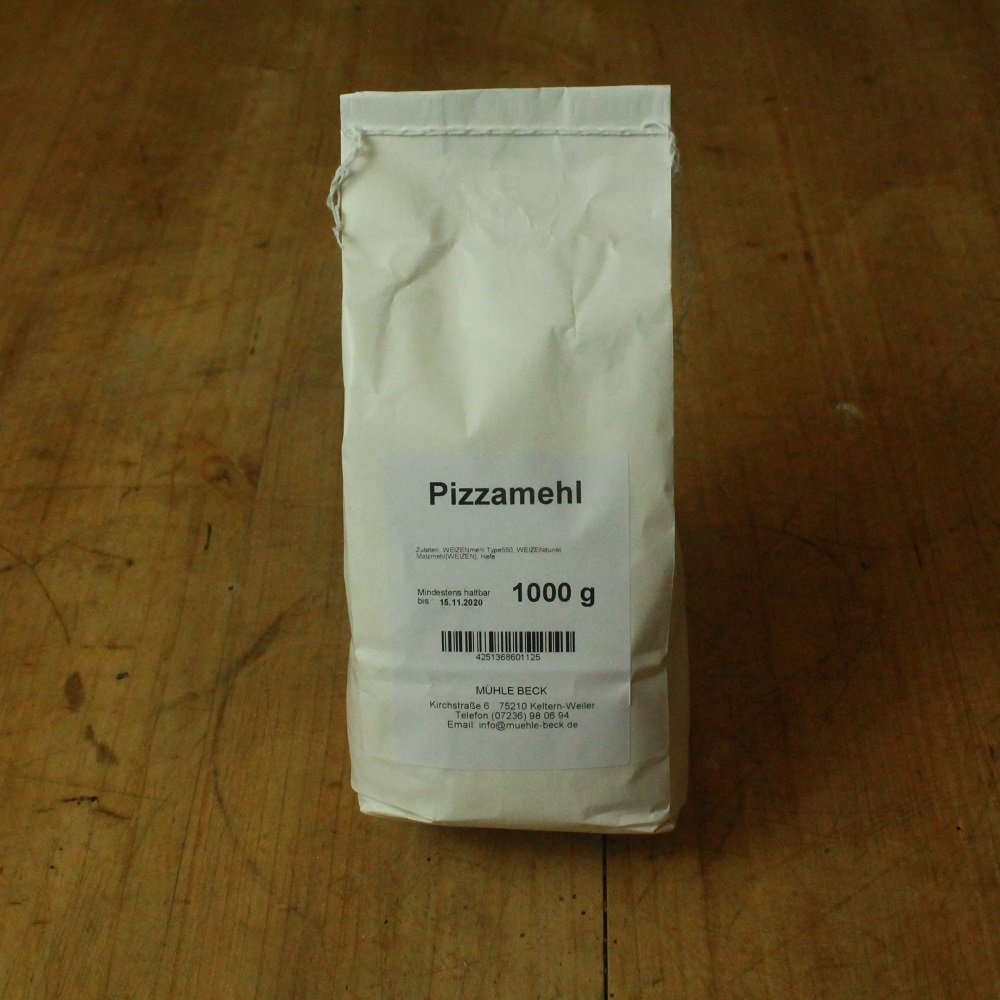 Pizzamehl
Zutaten: WEIZENmehl Type550, WEIZENdunst,
Malzmehl(WEIZEN), Hefe
Mindestens haltbar
bis 15.11.2020
1000 g
4251368601125
MÜHLE BECK
Kirchstraße 6 75210 Keltern-Weiler
Telefon (07236) 98 06 94
Email: info@muehle-beck.de